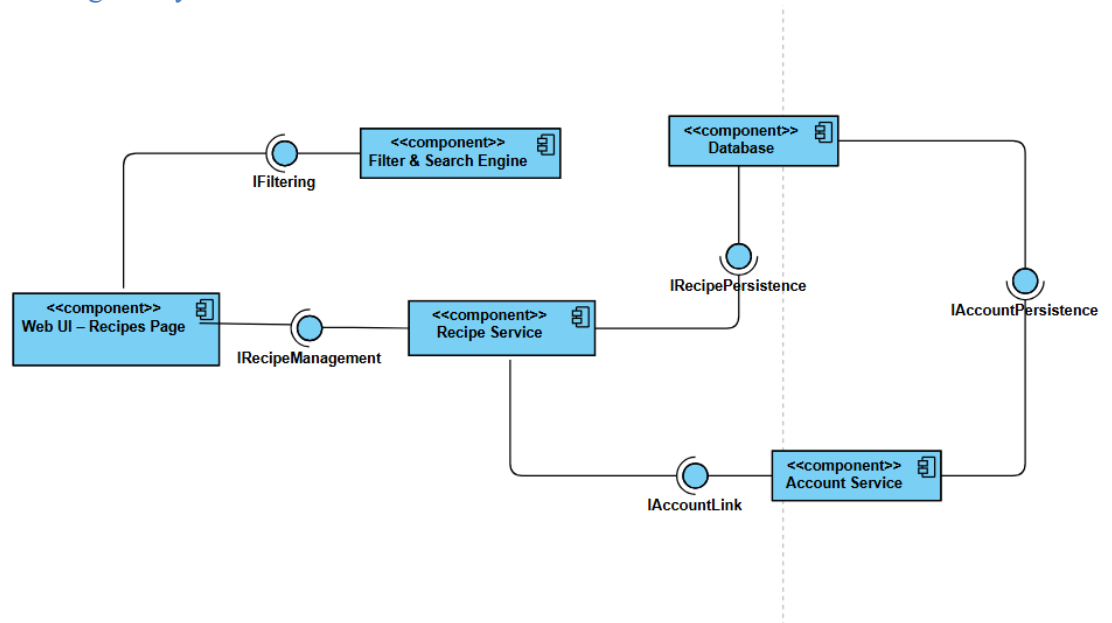 <<component>>
Filter & Search Engine
IFiltering
<<component>>
Database
IRecipePersistence
IAccountPersistence
<<component>>
Web UI – Recipes Page
IRecipeManagement
<<component>>
Recipe Service
<<component>>
Account Service
IAccountLink